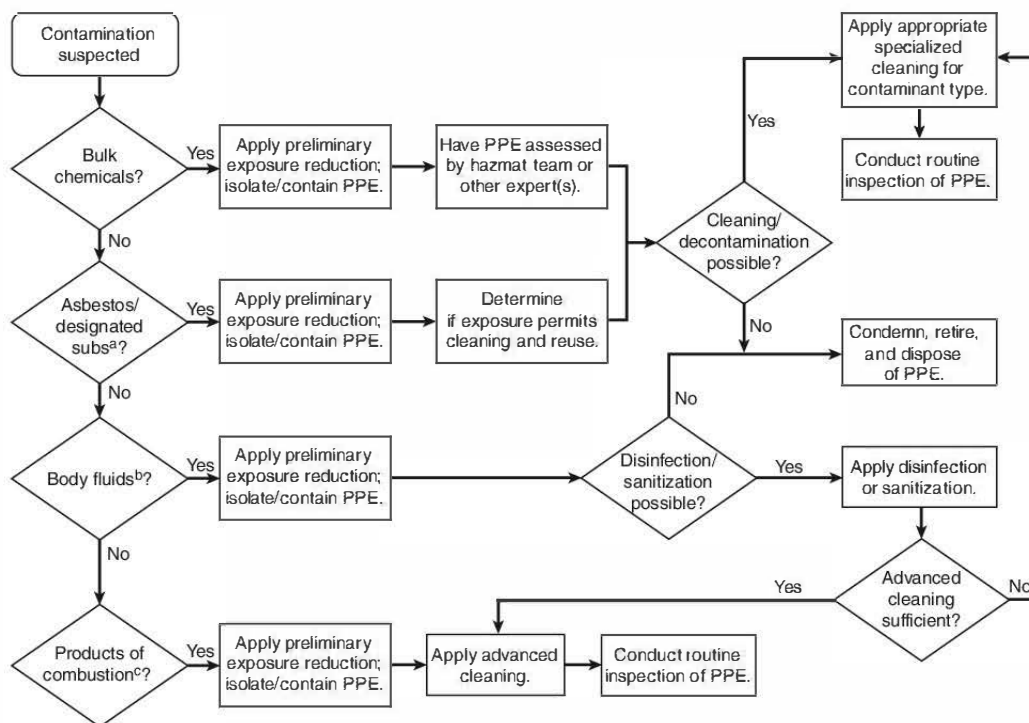 Contamination
suspected
Bulk
chemicals?
Yes
Apply preliminary
exposure reduction;
isolate/contain PPE.
Have PPE assessed
by hazmat team or
other expert(s).
No
Asbestos/
designated
subsᵃ?
Yes
Apply preliminary
exposure reduction;
isolate/contain PPE.
Determine
if exposure permits
cleaning and reuse.
Cleaning/
decontamination
possible?
Yes
Apply appropriate
specialized
cleaning for
contaminant type.
Conduct routine
inspection of PPE.
No
Condemn, retire,
and dispose
of PPE.
No
Body fluidsᵇ?
Yes
Apply preliminary
exposure reduction;
isolate/contain PPE.
Disinfection/
sanitization
possible?
No
Yes
Apply disinfection
or sanitization.
Advanced
cleaning
sufficient?
No
Yes
No
Products of
combustionᶜ?
Yes
Apply preliminary
exposure reduction;
isolate/contain PPE.
Apply advanced
cleaning.
Conduct routine
inspection of PPE.